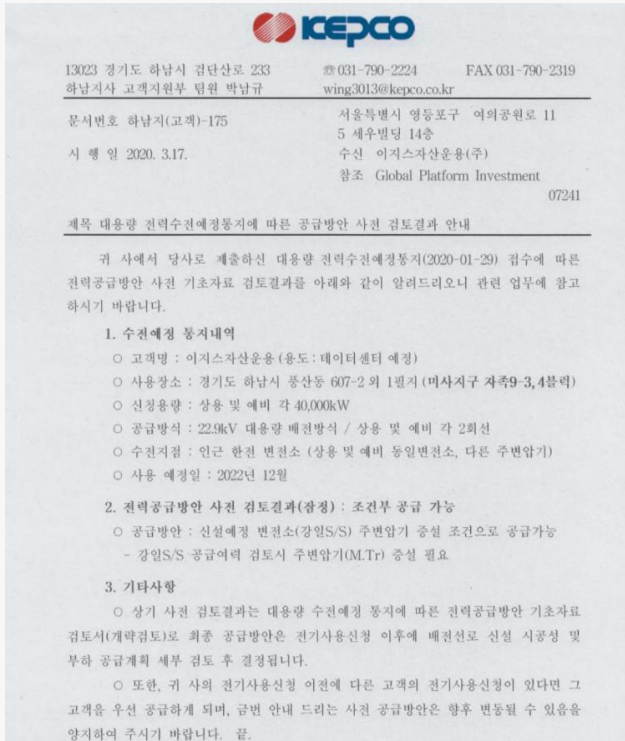 KEPCO
13023 경기도 하남시 검단산로 233 ☎031-790-2224 FAX 031-790-2319
하남지사 고객지원부 팀원 박남규 wing3013@kepco.co.kr
문서번호 하남지(고객)-175
시 행 일 2020. 3.17.
서울특별시 영등포구 여의공원로 11
5 세우빌딩 14층
수신 이지스자산운용(주)
참조 Global Platform Investment
07241
제목 대용량 전력수전예정통지에 따른 공급방안 사전 검토결과 안내
귀 사에서 당사로 제출하신 대용량 전력수전예정통지(2020-01-29) 접수에 따른
전력공급방안 사전 기초자료 검토결과를 아래와 같이 알려드리오니 관련 업무에 참고
하시기 바랍니다.
1. 수전예정 통지내역
○ 고객명 : 이지스자산운용 (용도 : 데이터센터 예정)
○ 사용장소 : 경기도 하남시 풍산동 607-2 외 1필지 (미사지구 자족9-3, 4블럭)
○ 신청용량 : 상용 및 예비 각 40,000kW
○ 공급방식 : 22.9kV 대용량 배전방식 / 상용 및 예비 각 2회선
○ 수전지점 : 인근 한전 변전소 (상용 및 예비 동일변전소, 다른 주변압기)
○ 사용 예정일 : 2022년 12월
2. 전력공급방안 사전 검토결과(잠정) : 조건부 공급 가능
○ 공급방안 : 신설예정 변전소(강일S/S) 주변압기 증설 조건으로 공급가능
- 강일S/S 공급여력 검토시 주변압기(M.Tr) 증설 필요
3. 기타사항
○ 상기 사전 검토결과는 대용량 수전예정 통지에 따른 전력공급방안 기초자료
검토서(개략검토)로 최종 공급방안은 전기사용신청 이후에 배전선로 신설 시공성 및
부하 공급계획 세부 검토 후 결정됩니다.
○ 또한, 귀 사의 전기사용신청 이전에 다른 고객의 전기사용신청이 있다면 그
고객을 우선 공급하게 되며, 금번 안내 드리는 사전 공급방안은 향후 변동될 수 있음을
양지하여 주시기 바랍니다. 끝.